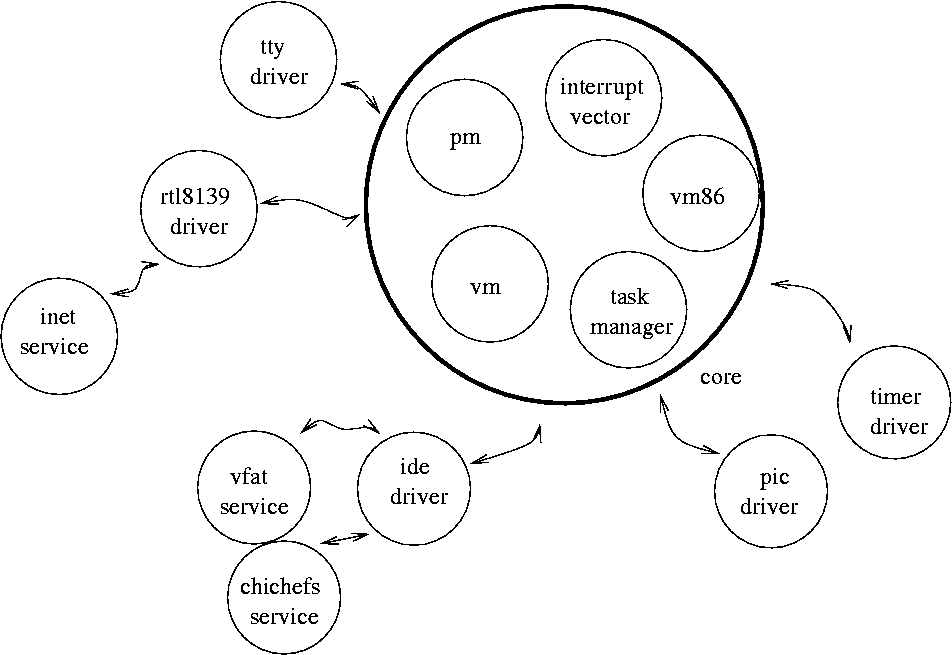 tty
driver
interrupt
vector
pm
rtl8139
driver
vm86
vm
task
manager
inet
service
core
timer
driver
vfat
service
ide
driver
pic
driver
chichefs
service